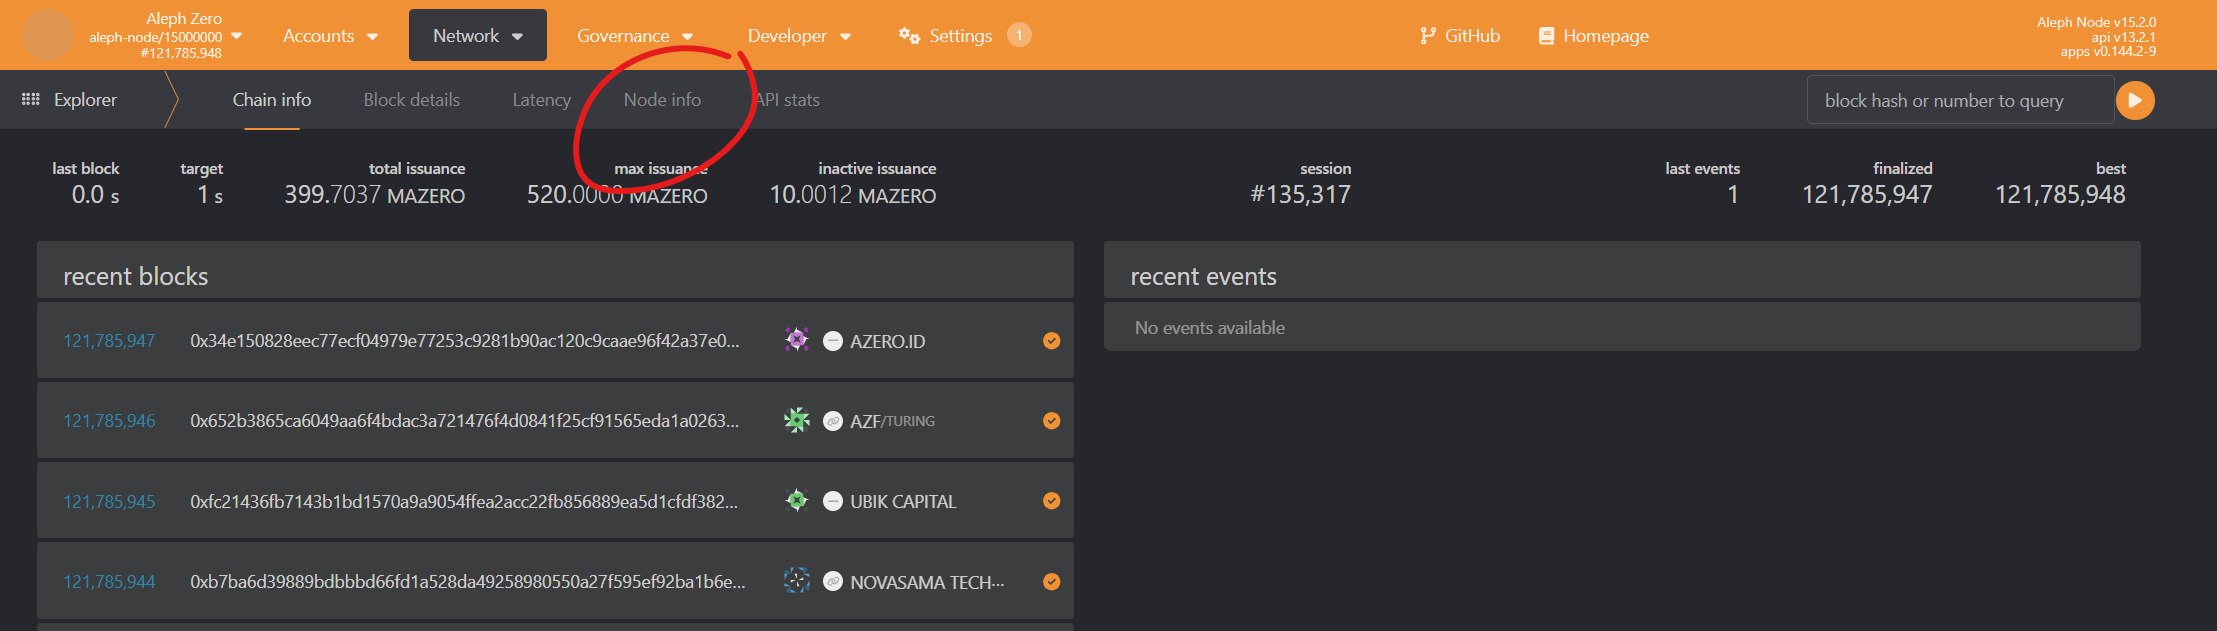 Aleph Zero
aleph-node/15000000
#121,785,948
Accounts
Network
Governance
Developer
Settings
1
GitHub
Homepage
Aleph Node v15.2.0
api v13.2.1
apps v0.144.2-9
Explorer
Chain info
Block details
Latency
Node info
API stats
block hash or number to query
last block
0.0 s
target
1 s
total issuance
399.7037 MAZERO
max issuance
520.0000 MAZERO
inactive issuance
10.0012 MAZERO
session
#135,317
last events
1
finalized
121,785,947
best
121,785,948
recent blocks
121,785,947 0x34e150828eec77ecf04979e77253c9281b90ac120c9caae96f42a37e0... AZERO.ID
121,785,946 0x652b3865ca6049aa6f4bdac3a721476f4d0841f25cf91565eda1a0263... AZF/TURING
121,785,945 0xfc21436fb7143b1bd1570a9a9054ffea2acc22fb856889ea5d1cfdf382... UBIK CAPITAL
121,785,944 0xb7ba6d39889bdbbbd66fd1a528da49258980550a27f595ef92ba1b6e... NOVASAMA TECH...
recent events
No events available